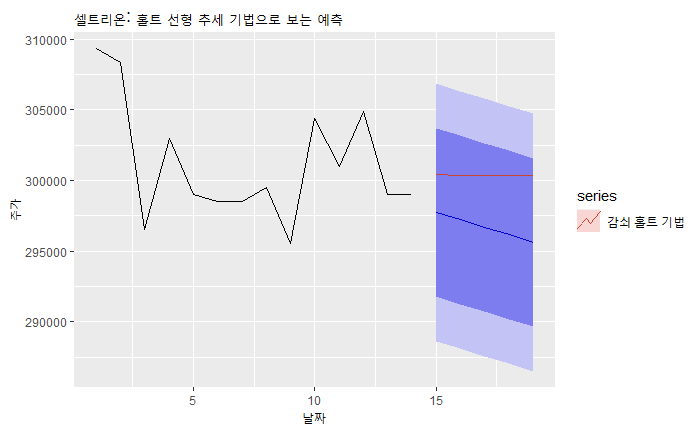 셀트리온: 홀트 선형 추세 기법으로 보는 예측
310000
305000
300000
295000
290000
주가
5
10
15
날짜
series
감쇠 홀트 기법